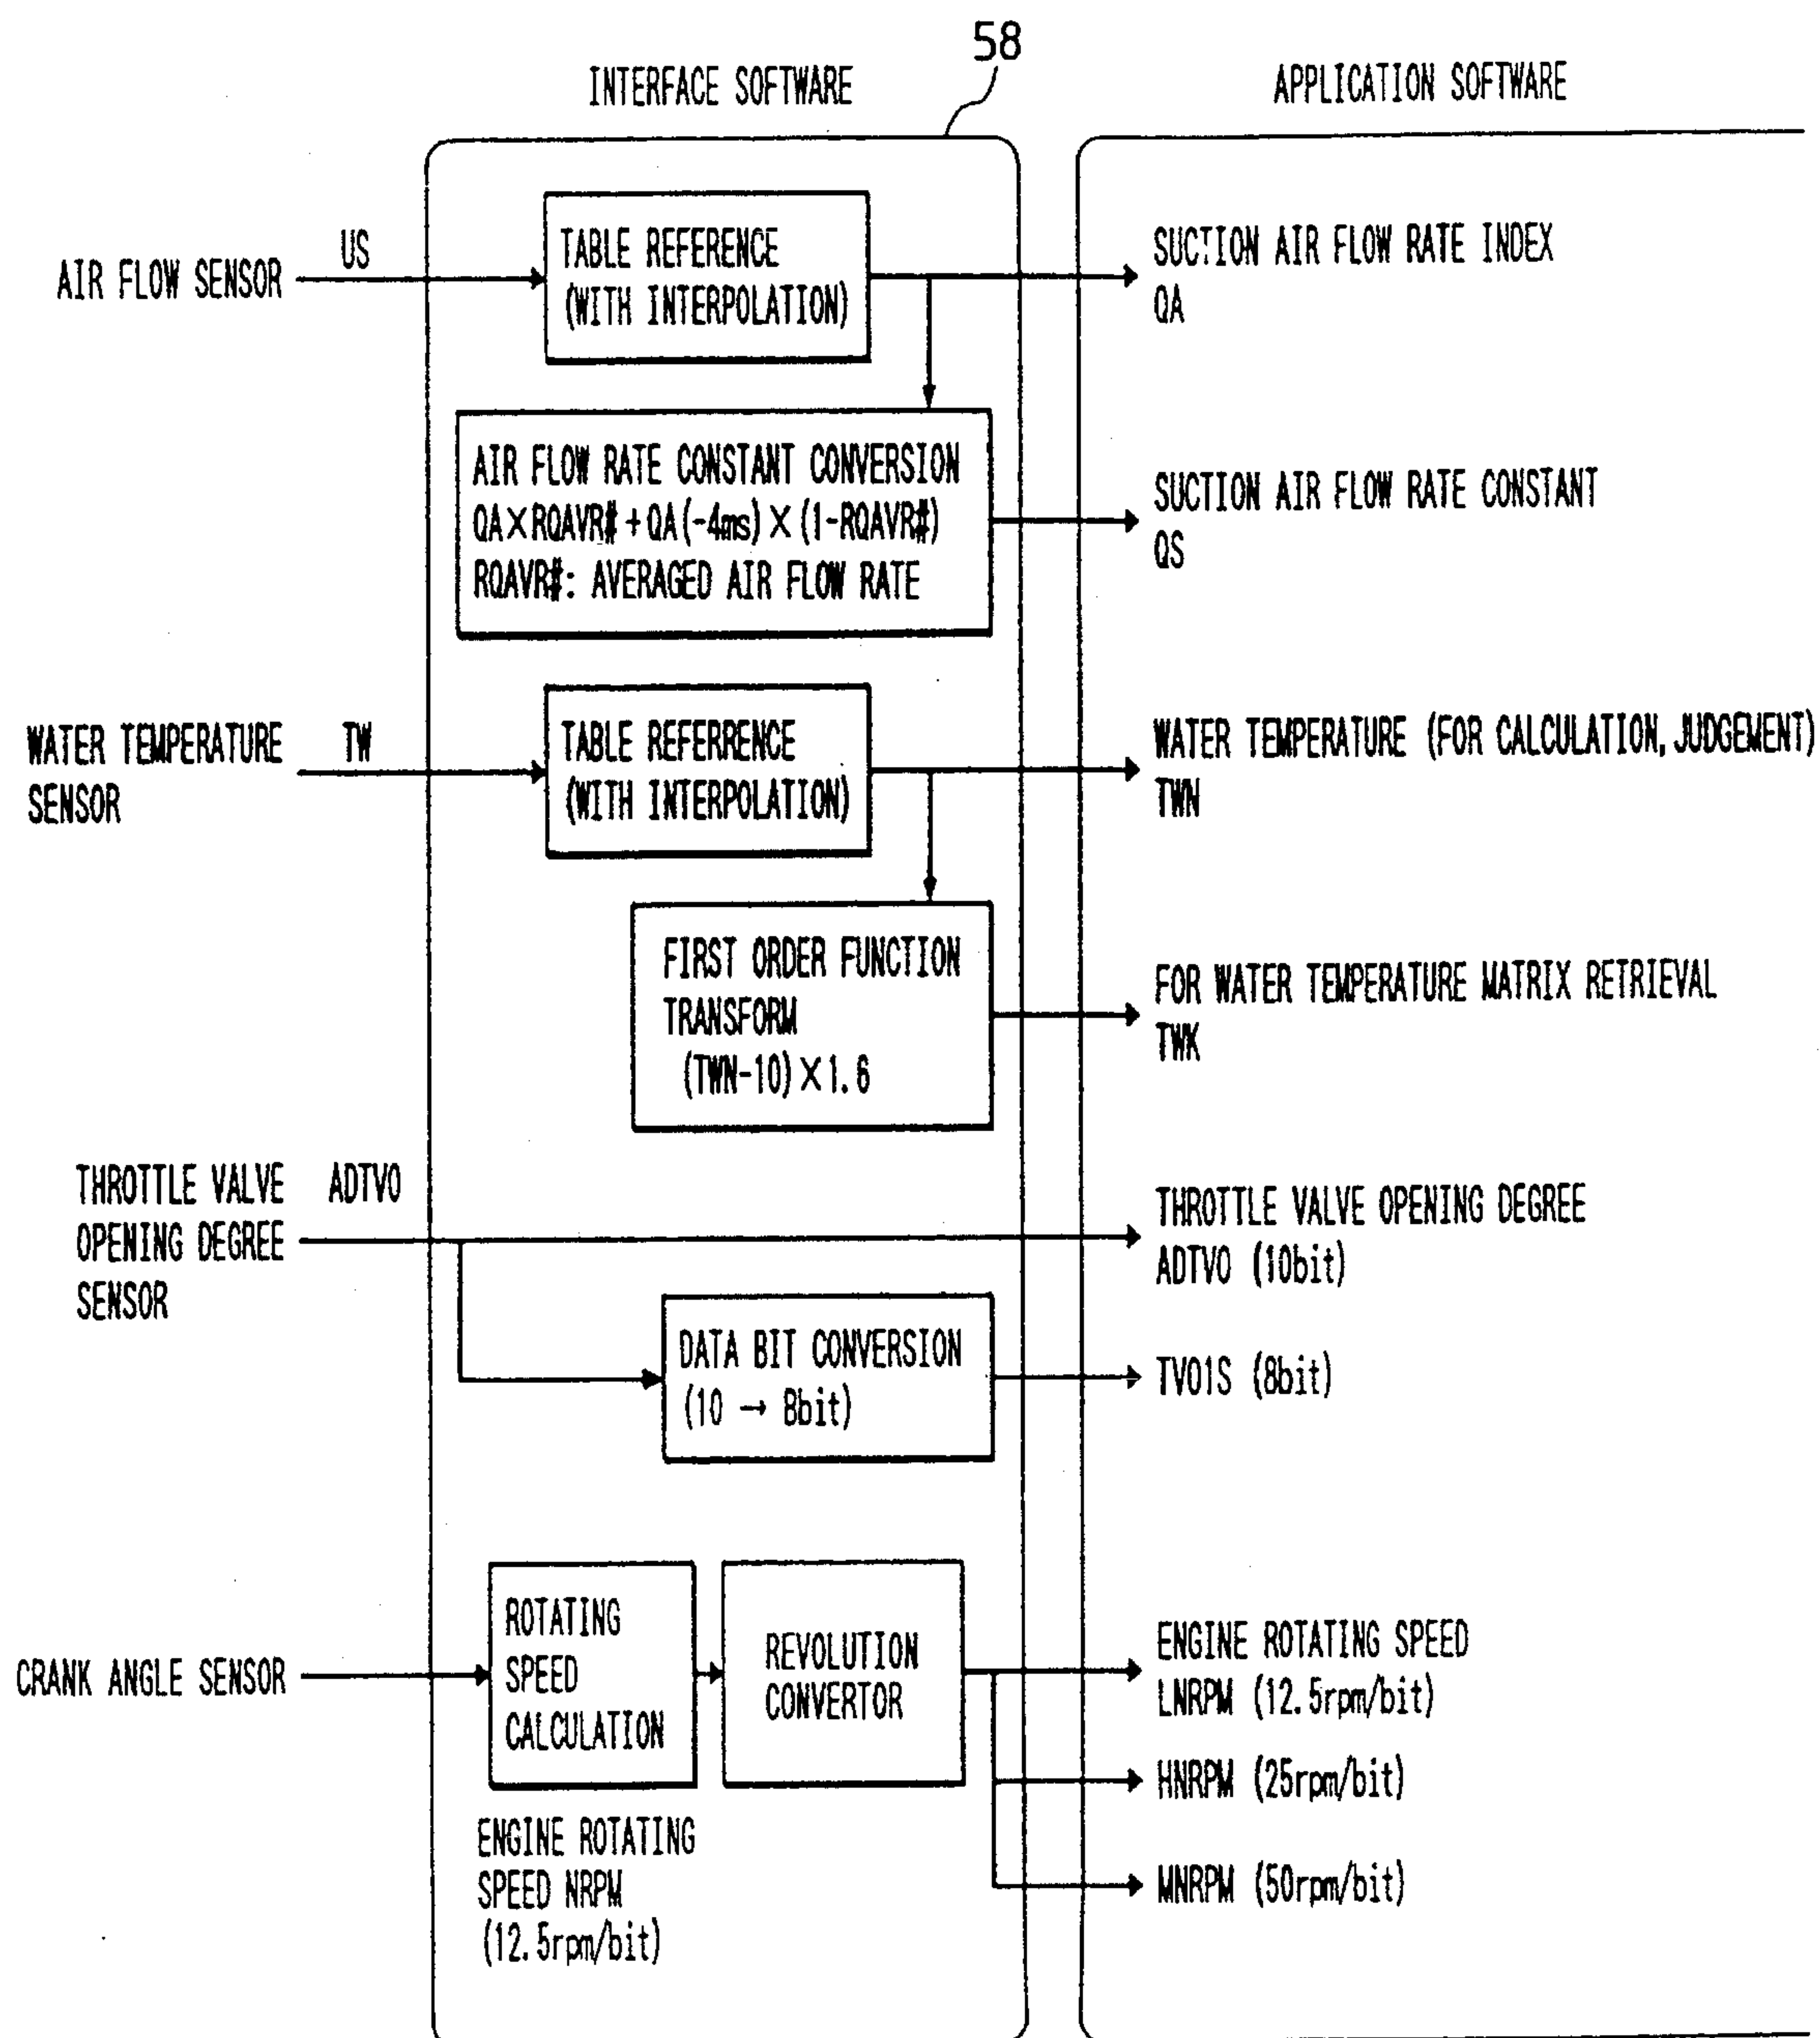 58
INTERFACE SOFTWARE
APPLICATION SOFTWARE
AIR FLOW SENSOR
US
TABLE REFERENCE
(WITH INTERPOLATION)
SUCTION AIR FLOW RATE INDEX
QA
AIR FLOW RATE CONSTANT CONVERSION
QA×RQAVR#+QA(-4ms)×(1-RQAVR#)
RQAVR#: AVERAGED AIR FLOW RATE
SUCTION AIR FLOW RATE CONSTANT
QS
WATER TEMPERATURE
SENSOR
TW
TABLE REFERRENCE
(WITH INTERPOLATION)
WATER TEMPERATURE (FOR CALCULATION, JUDGEMENT)
TWN
FIRST ORDER FUNCTION
TRANSFORM
(TWN-10)×1.6
FOR WATER TEMPERATURE MATRIX RETRIEVAL
TWK
THROTTLE VALVE
OPENING DEGREE
SENSOR
ADTVO
THROTTLE VALVE OPENING DEGREE
ADTVO (10bit)
DATA BIT CONVERSION
(10 → 8bit)
TVO1S (8bit)
CRANK ANGLE SENSOR
ROTATING
SPEED
CALCULATION
REVOLUTION
CONVERTOR
ENGINE ROTATING SPEED
LNRPM (12.5rpm/bit)
HNRPM (25rpm/bit)
MNRPM (50rpm/bit)
ENGINE ROTATING
SPEED NRPM
(12.5rpm/bit)